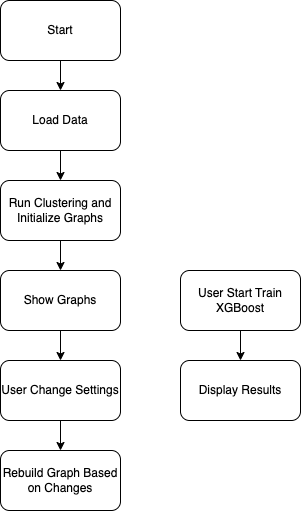 Start
Load Data
Run Clustering and
Initialize Graphs
Show Graphs
User Change Settings
Rebuild Graph Based
on Changes
User Start Train
XGBoost
Display Results